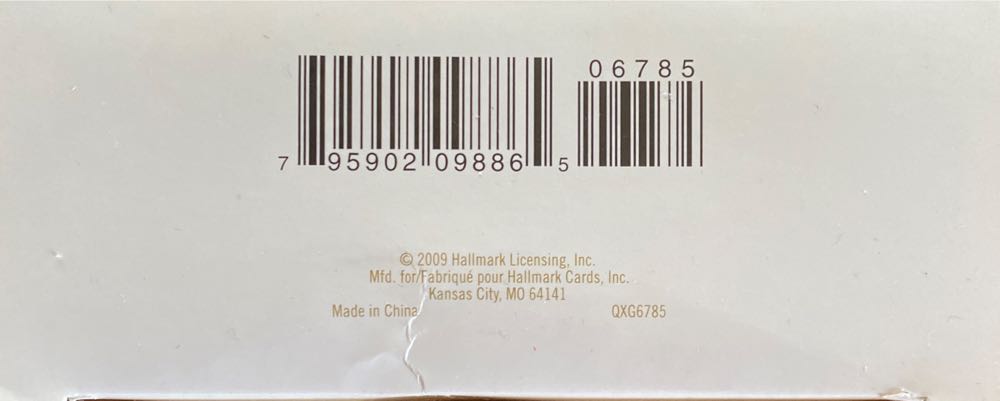 06785
7 95902 09886 5
© 2009 Hallmark Licensing, Inc.
Mfd. for/Fabriqué pour Hallmark Cards, Inc.
Kansas City, MO 64141
Made in China QXG6785